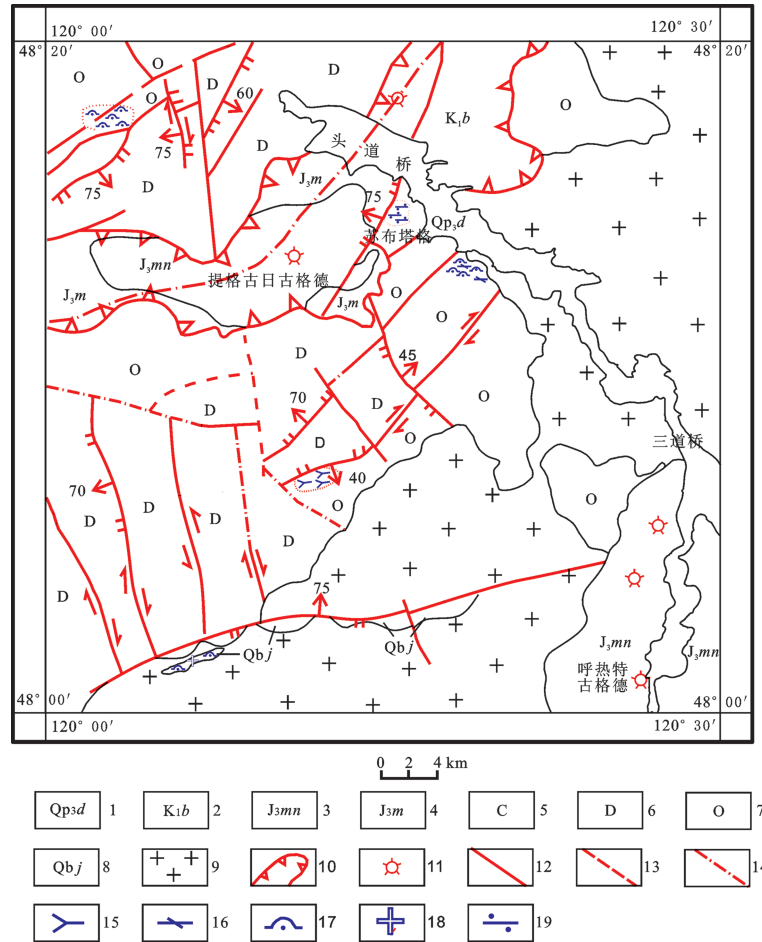 120° 00′
120° 30′
48° 20′
48° 20′
O
D
D
O
60
K₁b
O
O
头道桥
75
D
D
J₃m
75
75
D
苏布塔格
Qp₃d
J₃mn
提格古日古格德
J₃m
J₃m
O
O
D
45
O
70
D
D
O
O
三道桥
D
40
70
O
O
D
D
D
D
D
75
Qbj
Qbj
J₃mn
J₃mn
呼热特
古格德
48° 00′
48° 00′
120° 00′
120° 30′
0 2 4 km
Qp₃d 1
K₁b 2
J₃mn 3
J₃m 4
C 5
D 6
O 7
Qbj 8
9
10
11
12
13
14
15
16
17
18
19